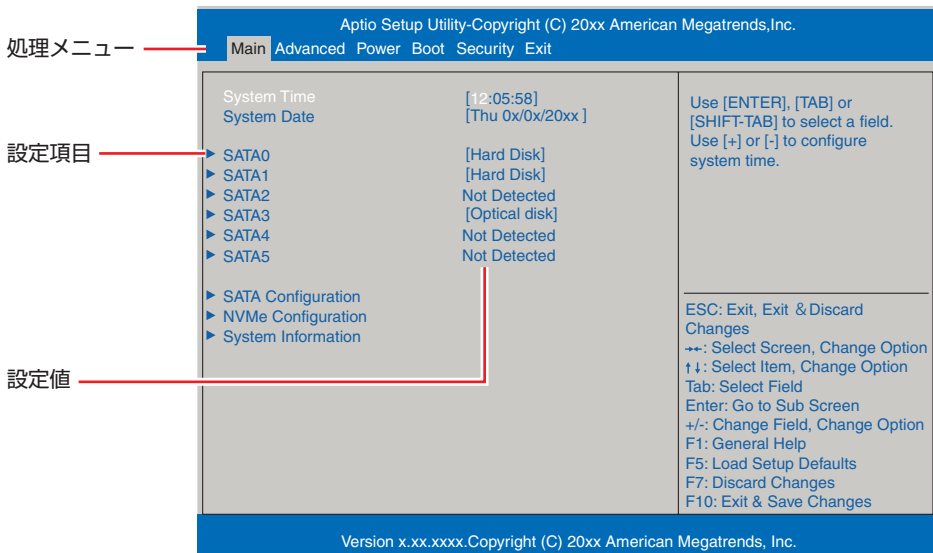 Aptio Setup Utility-Copyright (C) 20xx American Megatrends,Inc.
処理メニュー
Main Advanced Power Boot Security Exit
System Time [12:05:58]
System Date [Thu 0x/0x/20xx ]
設定項目
SATA0 [Hard Disk]
SATA1 [Hard Disk]
SATA2 Not Detected
SATA3 [Optical disk]
SATA4 Not Detected
SATA5 Not Detected
SATA Configuration
NVMe Configuration
System Information
設定値
Use [ENTER], [TAB] or
[SHIFT-TAB] to select a field.
Use [+] or [-] to configure
system time.
ESC: Exit, Exit ＆Discard
Changes
→←: Select Screen, Change Option
↑↓: Select Item, Change Option
Tab: Select Field
Enter: Go to Sub Screen
+/-: Change Field, Change Option
F1: General Help
F5: Load Setup Defaults
F7: Discard Changes
F10: Exit & Save Changes
Version x.xx.xxxx.Copyright (C) 20xx American Megatrends, Inc.